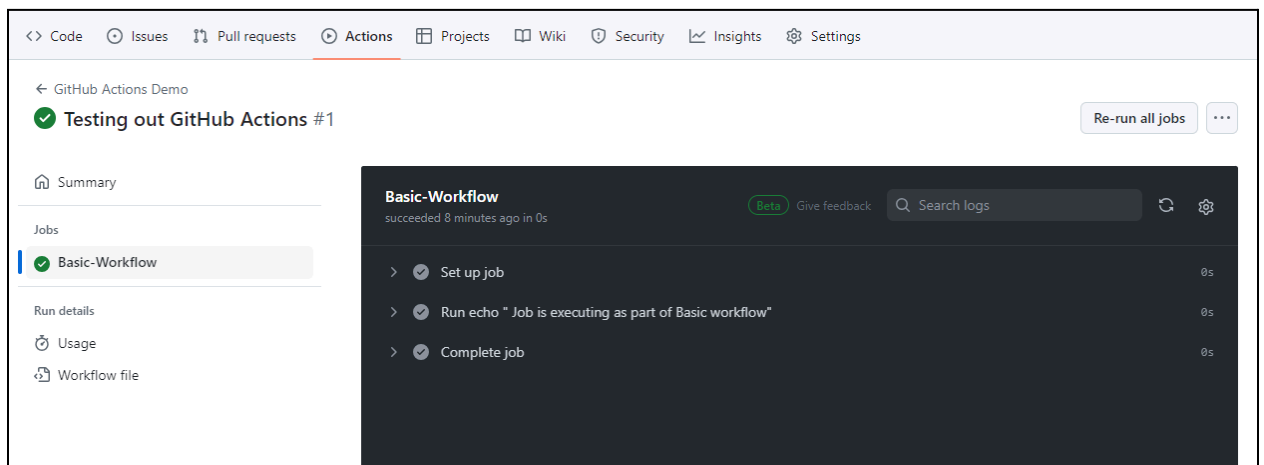 Code Issues Pull requests Actions Projects Wiki Security Insights Settings
GitHub Actions Demo
Testing out GitHub Actions #1
Re-run all jobs
Summary
Jobs
Basic-Workflow
Run details
Usage
Workflow file
Basic-Workflow
succeeded 8 minutes ago in 0s
Beta Give feedback Search logs
Set up job 0s
Run echo " Job is executing as part of Basic workflow" 0s
Complete job 0s